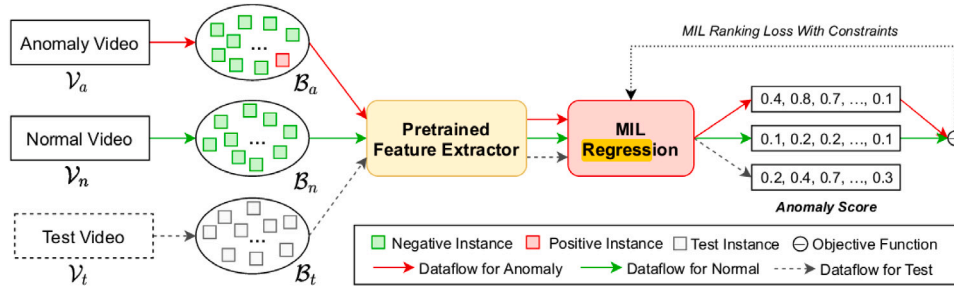 Anomaly Video
𝒱a
...
ℬa
MIL Ranking Loss With Constraints
Normal Video
𝒱n
...
ℬn
Pretrained
Feature Extractor
MIL
Regression
0.4, 0.8, 0.7, ..., 0.1
0.1, 0.2, 0.2, ..., 0.1
0.2, 0.4, 0.7, ..., 0.3
Anomaly Score
Test Video
𝒱t
...
ℬt
Negative Instance
Positive Instance
Test Instance
Objective Function
Dataflow for Anomaly
Dataflow for Normal
Dataflow for Test